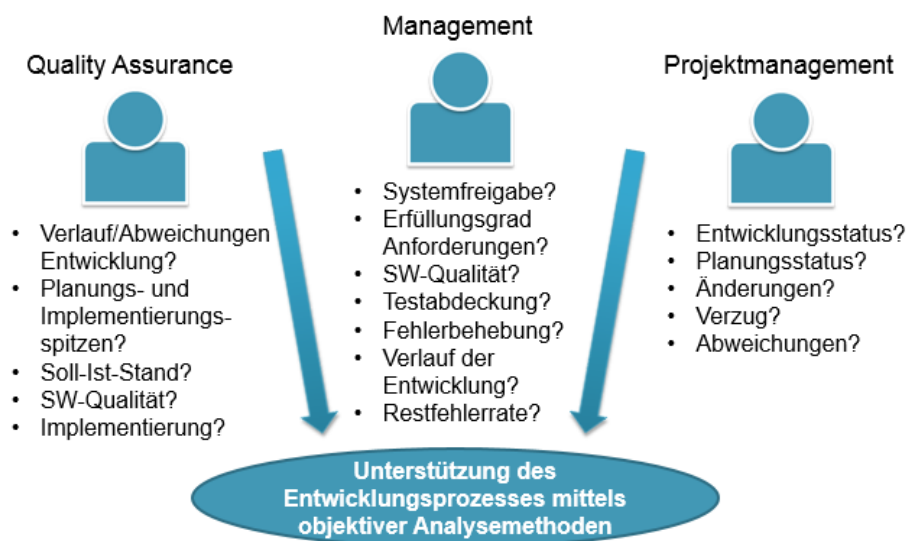 Management
Quality Assurance
Projektmanagement
• Verlauf/Abweichungen
Entwicklung?
• Planungs- und
Implementierungs-
spitzen?
• Soll-Ist-Stand?
• SW-Qualität?
• Implementierung?
• Systemfreigabe?
• Erfüllungsgrad
Anforderungen?
• SW-Qualität?
• Testabdeckung?
• Fehlerbehebung?
• Verlauf der
Entwicklung?
• Restfehlerrate?
• Entwicklungsstatus?
• Planungsstatus?
• Änderungen?
• Verzug?
• Abweichungen?
Unterstützung des
Entwicklungsprozesses mittels
objektiver Analysemethoden